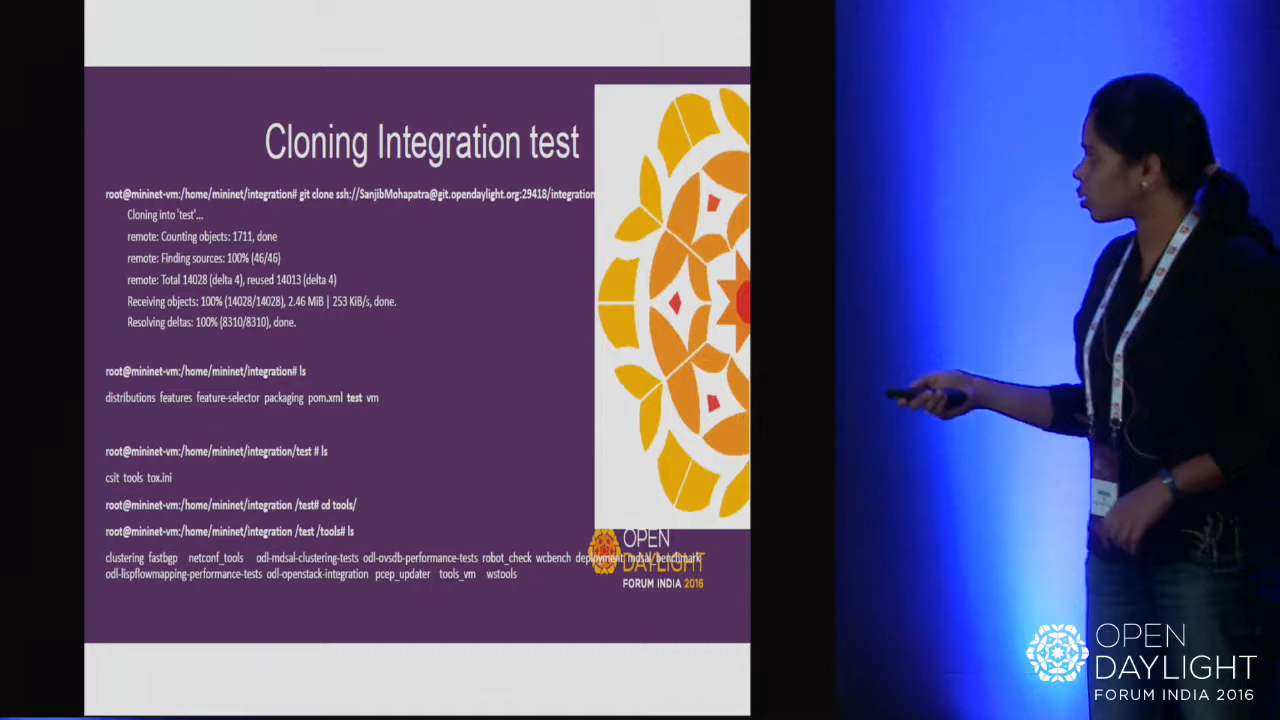 Cloning Integration test
root@mininet-vm:/home/mininet/integration# git clone ssh://SanjibMohapatra@git.opendaylight.org:29418/integration
Cloning into 'test'...
remote: Counting objects: 1711, done
remote: Finding sources: 100% (46/46)
remote: Total 14028 (delta 4), reused 14013 (delta 4)
Receiving objects: 100% (14028/14028), 2.46 MiB | 253 KiB/s, done.
Resolving deltas: 100% (8310/8310), done.
root@mininet-vm:/home/mininet/integration# ls
distributions features feature-selector packaging pom.xml test vm
root@mininet-vm:/home/mininet/integration/test # ls
csit tools tox.ini
root@mininet-vm:/home/mininet/integration /test# cd tools/
root@mininet-vm:/home/mininet/integration /test /tools# ls
clustering fastbgp netconf_tools odl-mdsal-clustering-tests odl-ovsdb-performance-tests robot_check wcbench deployment mdsal_benchmark
odl-lispflowmapping-performance-tests odl-openstack-integration pcep_updater tools_vm wstools
OPEN
DAYLIGHT
FORUM INDIA 2016
OPEN
DAYLIGHT
FORUM INDIA 2016